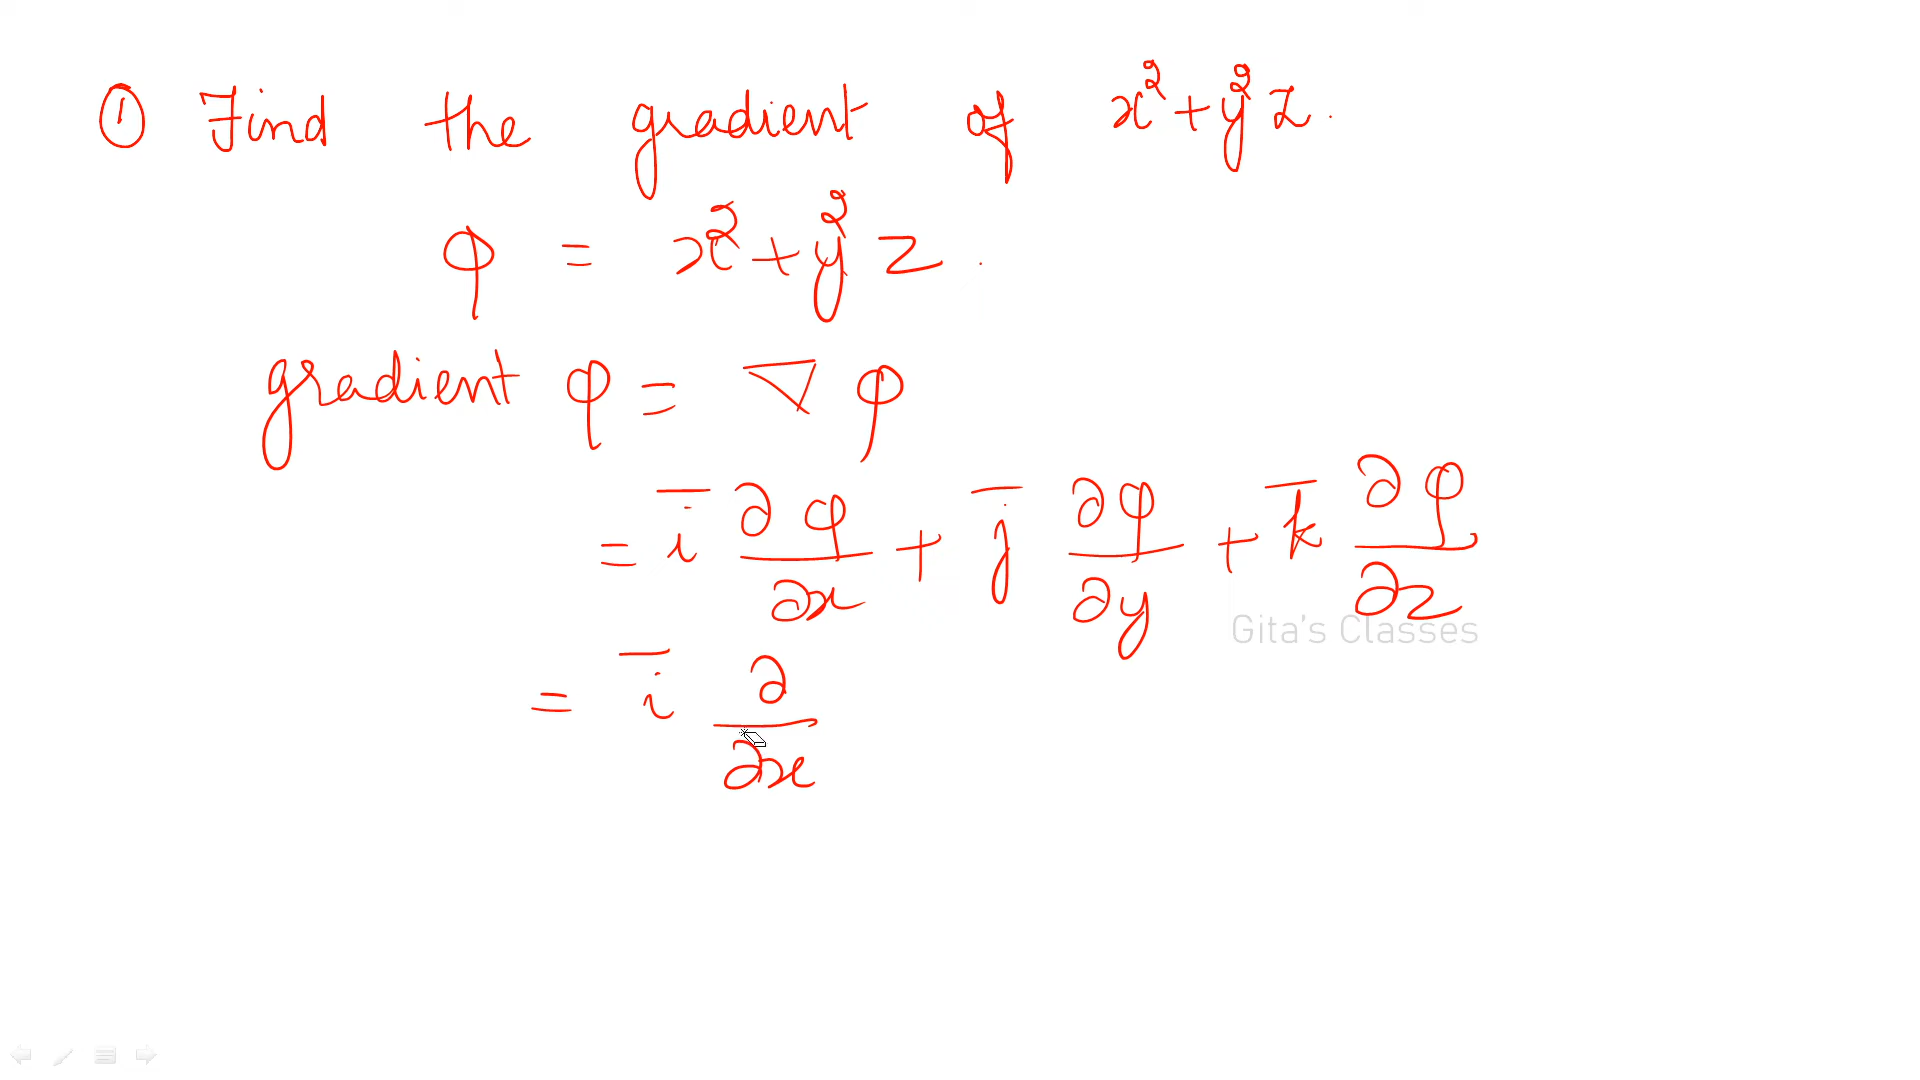 ① Find the gradient of x² + y² z.
φ = x² + y² z.
gradient φ = ∇ φ
= i̅ ∂φ/∂x + j̅ ∂φ/∂y + k̅ ∂φ/∂z
Gita's Classes
= i̅ ∂/∂x